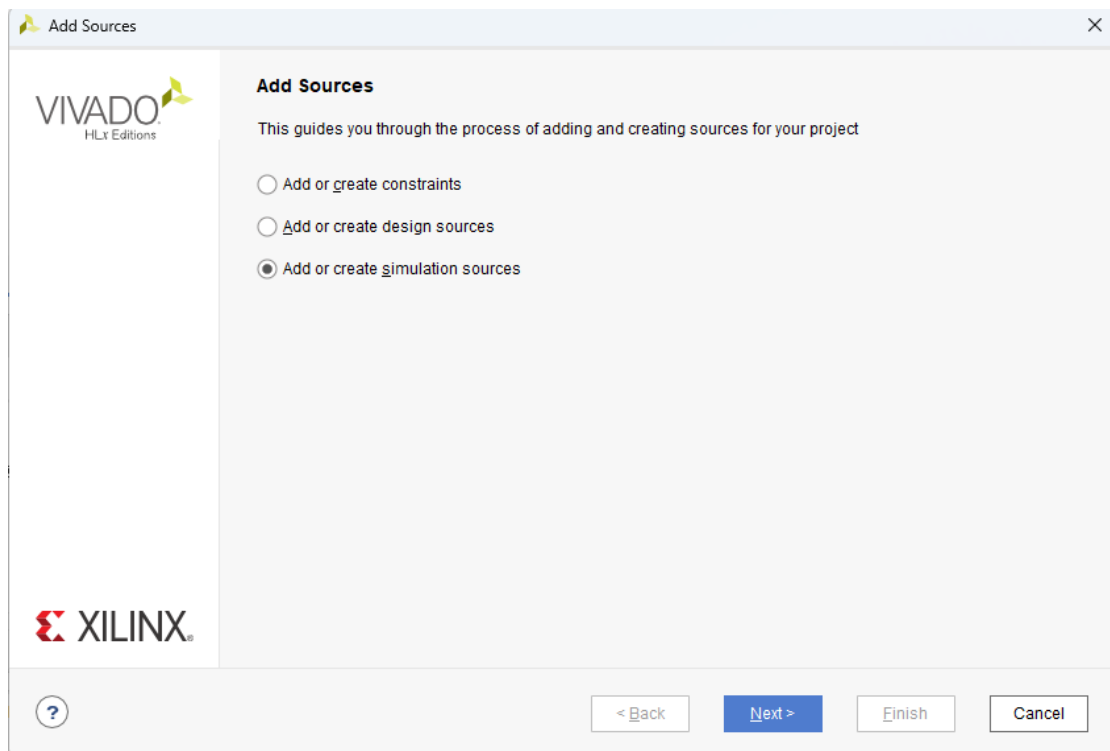 Add Sources
VIVADO
HLx Editions
Add Sources
This guides you through the process of adding and creating sources for your project
Add or create constraints
Add or create design sources
Add or create simulation sources
XILINX
?
< Back
Next >
Finish
Cancel